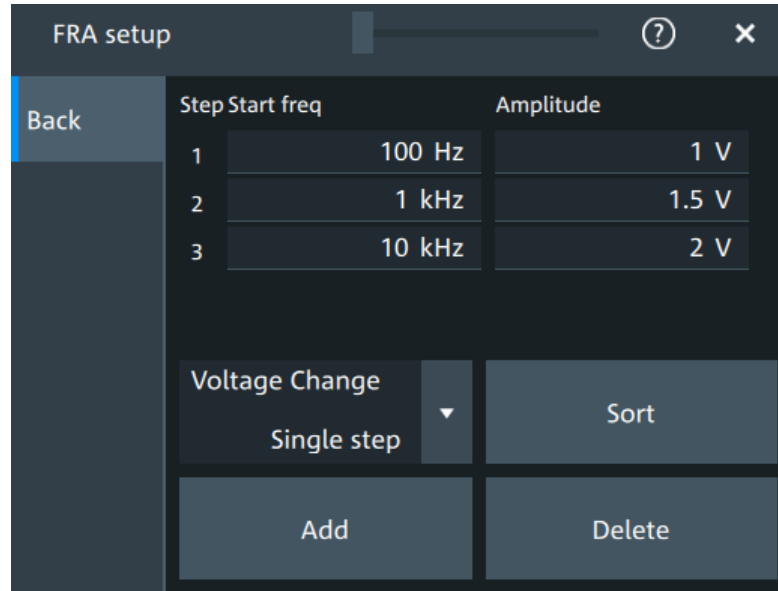 FRA setup ?
Back
Step Start freq Amplitude
1 100 Hz 1 V
2 1 kHz 1.5 V
3 10 kHz 2 V
Voltage Change
Single step
Sort
Add
Delete